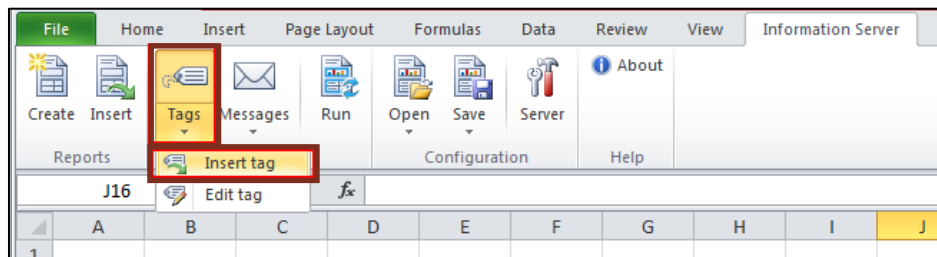 File Home Insert Page Layout Formulas Data Review View Information Server
About
Create Insert Tags Messages Run Open Save Server
Reports Configuration Help
Insert tag
J16 Edit tag fx
A B C D E F G H I J
1